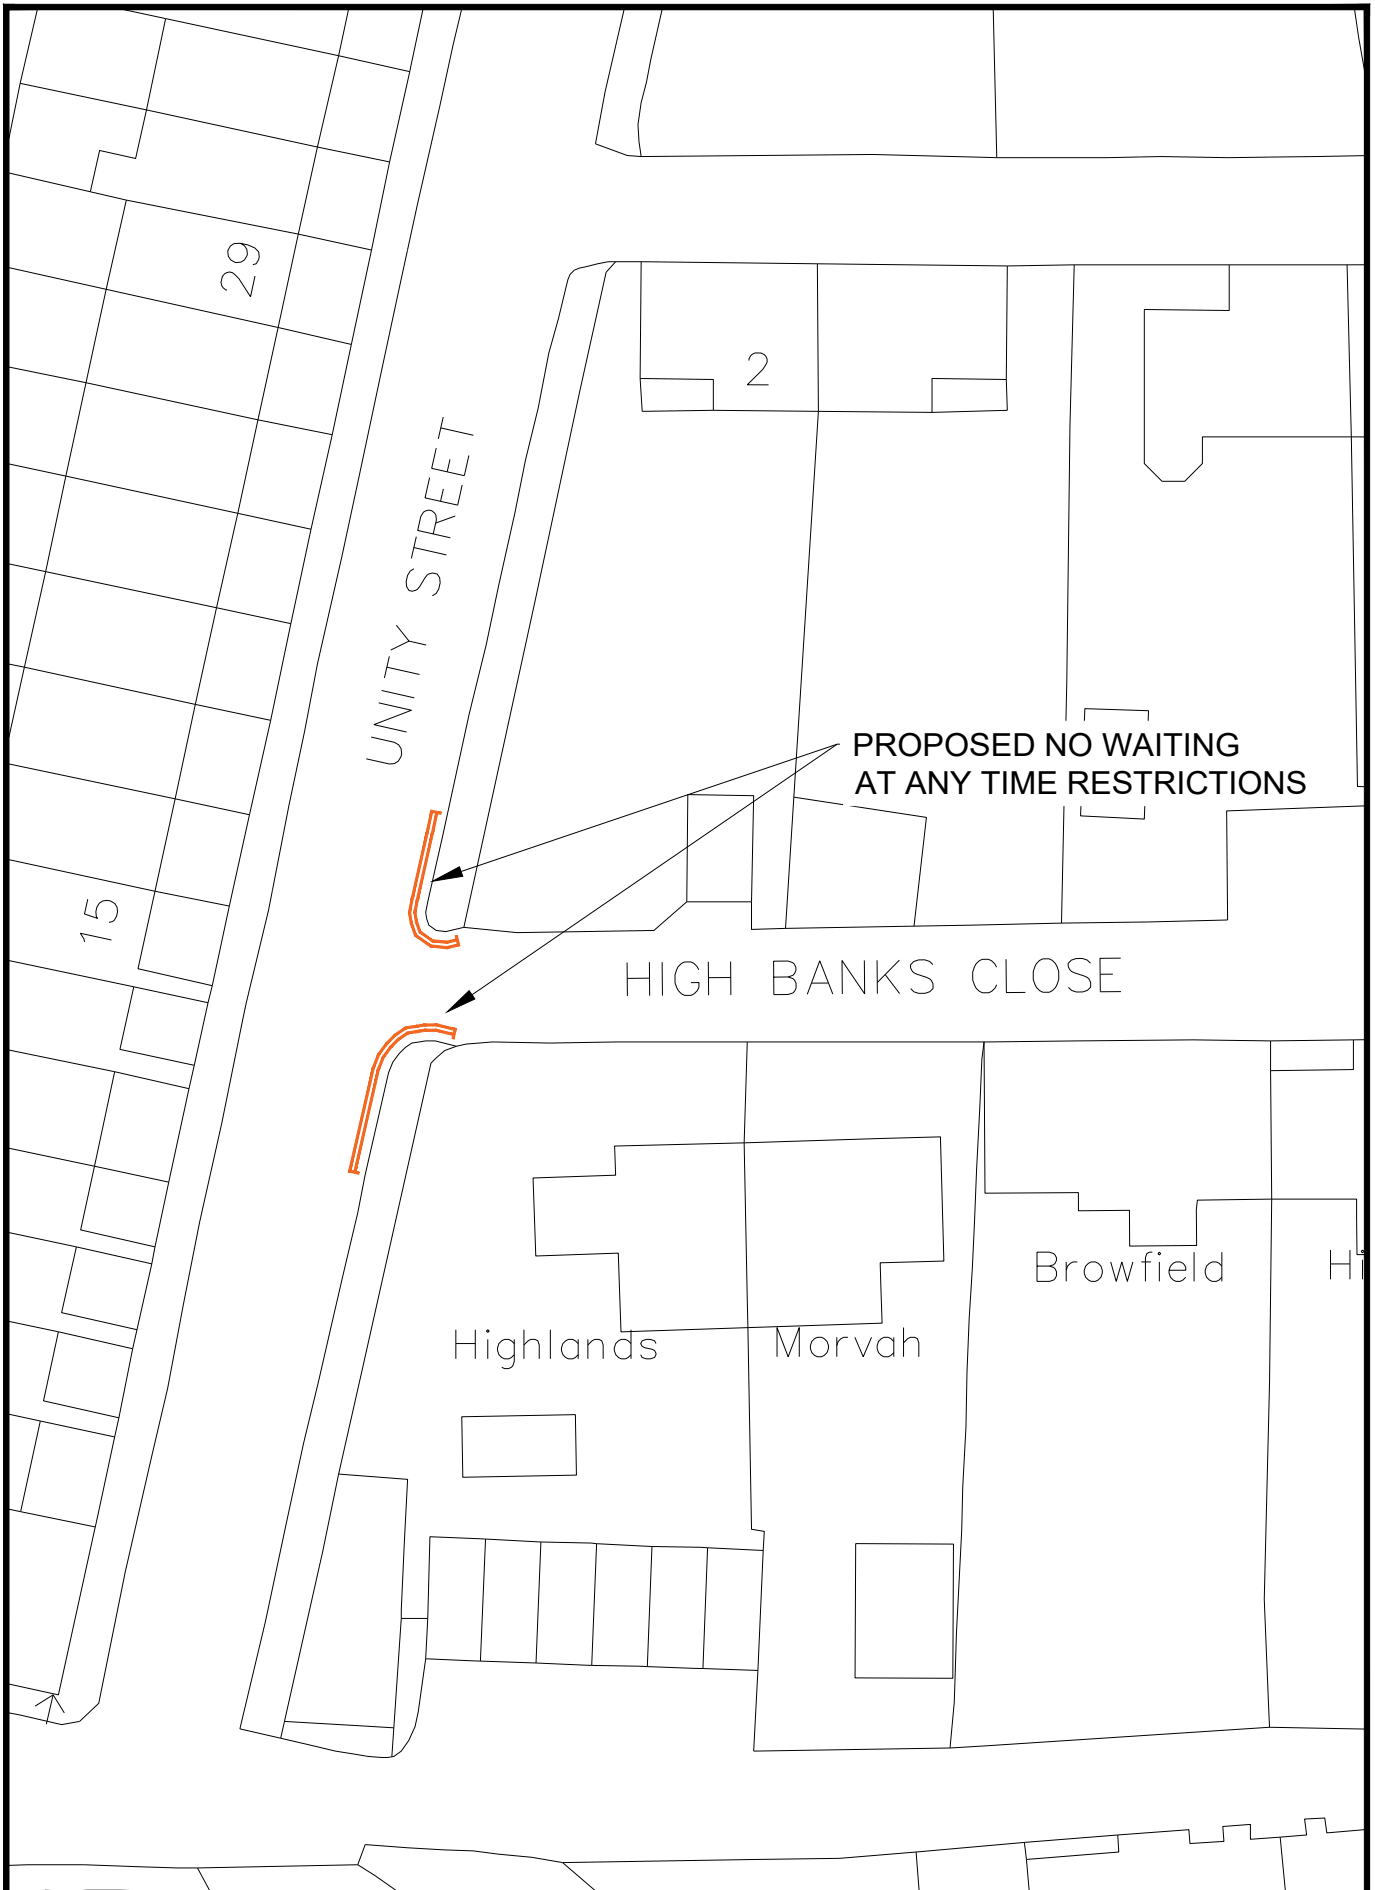 29
2
UNITY STREET
PROPOSED NO WAITING
AT ANY TIME RESTRICTIONS
15
HIGH BANKS CLOSE
Browfield
Highlands
Morvah